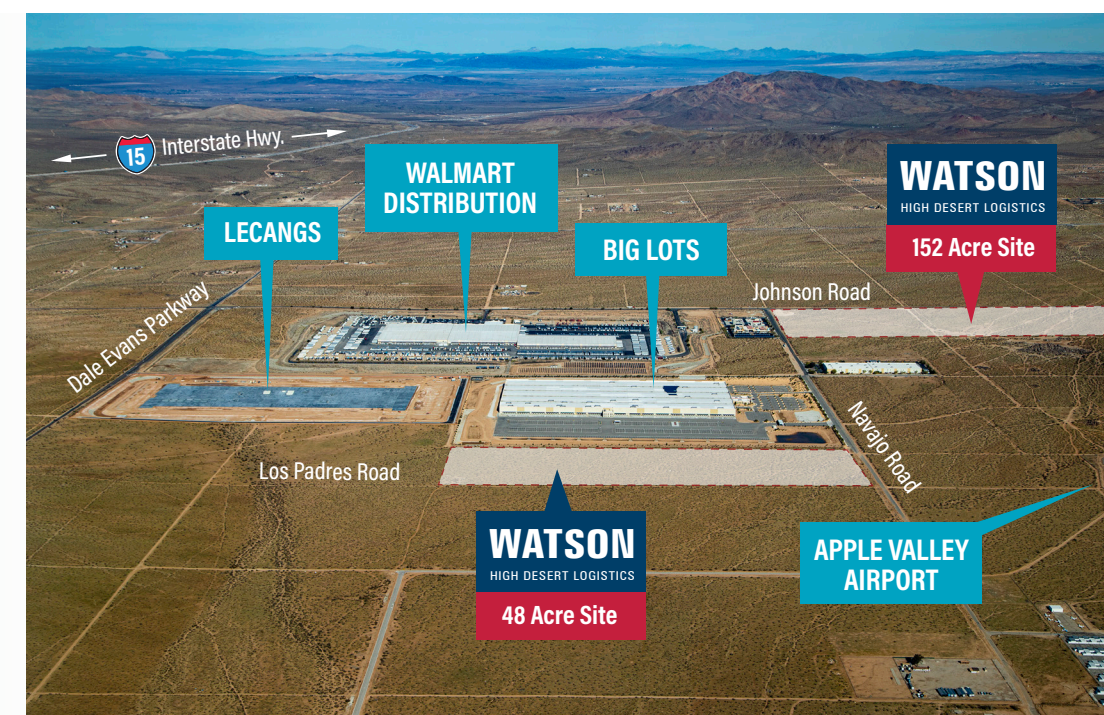 15 Interstate Hwy.
WALMART
DISTRIBUTION
WATSON
HIGH DESERT LOGISTICS
152 Acre Site
LECANGS
BIG LOTS
Johnson Road
Dale Evans Parkway
Navajo Road
Los Padres Road
WATSON
HIGH DESERT LOGISTICS
48 Acre Site
APPLE VALLEY
AIRPORT